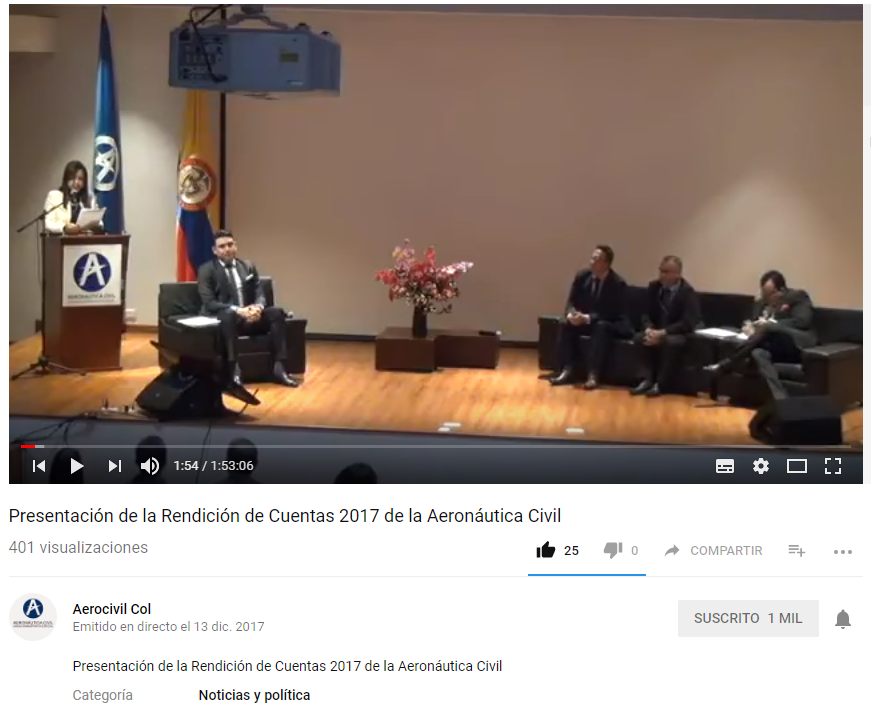 AERONÁUTICA CIVIL
1:54 / 1:53:06
Presentación de la Rendición de Cuentas 2017 de la Aeronáutica Civil
401 visualizaciones
25
0
COMPARTIR
Aerocivil Col
Emitido en directo el 13 dic. 2017
SUSCRITO 1 MIL
Presentación de la Rendición de Cuentas 2017 de la Aeronáutica Civil
Categoría Noticias y política